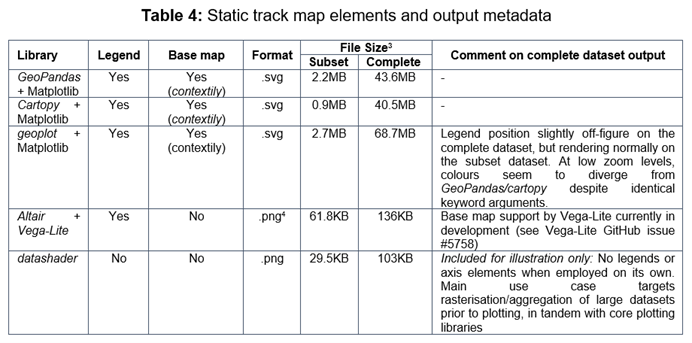 Table 4: Static track map elements and output metadata
Library Legend Base map Format File Size3 Comment on complete dataset output
Subset Complete
GeoPandas Yes Yes .svg 2.2MB 43.6MB -
+ Matplotlib (contextily)
Cartopy + Yes Yes .svg 0.9MB 40.5MB -
Matplotlib (contextily)
geoplot + Yes Yes .svg 2.7MB 68.7MB Legend position slightly off-figure on the
Matplotlib (contextily) complete dataset, but rendering normally on
the subset dataset. At low zoom levels,
colours seem to diverge from
GeoPandas/cartopy despite identical
keyword arguments.
Altair + Yes No .png4 61.8KB 136KB Base map support by Vega-Lite currently in
Vega-Lite development (see Vega-Lite GitHub issue
#5758)
datashader No No .png 29.5KB 103KB Included for illustration only: No legends or
axis elements when employed on its own.
Main use case targets
rasterisation/aggregation of large datasets
prior to plotting, in tandem with core plotting
libraries